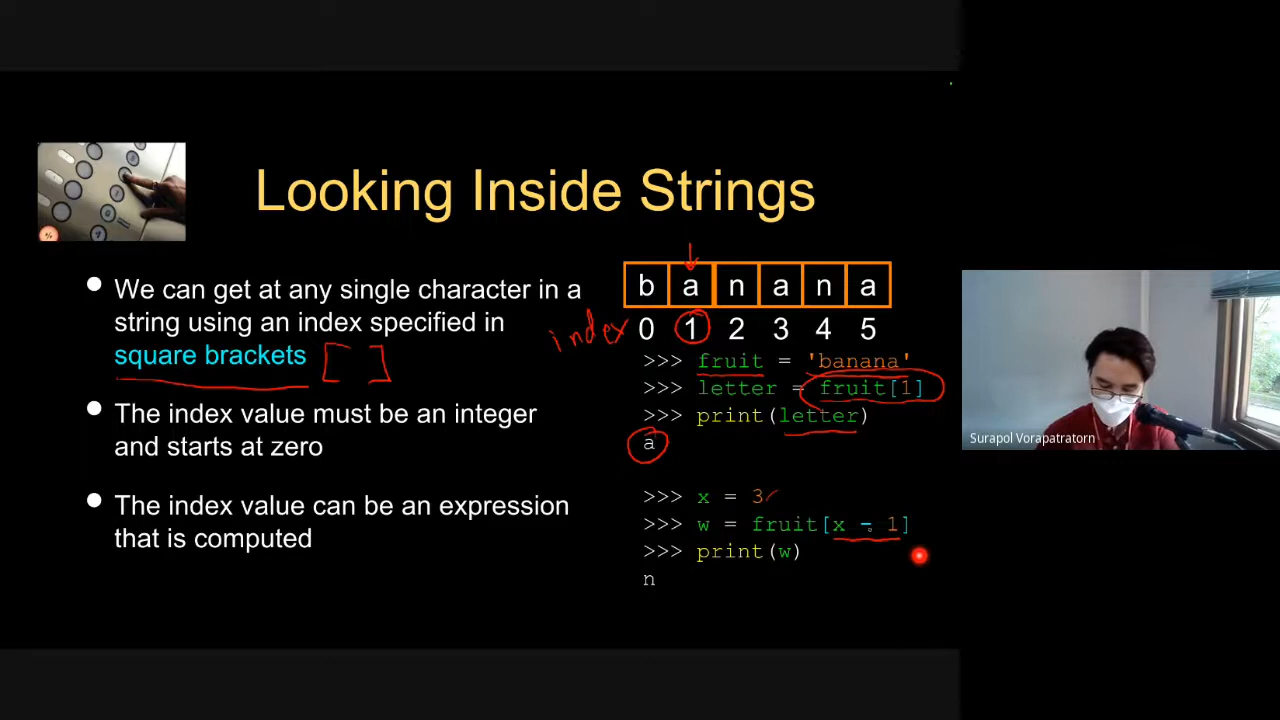 Looking Inside Strings
We can get at any single character in a
string using an index specified in
square brackets [ ]
The index value must be an integer
and starts at zero
The index value can be an expression
that is computed
b a n a n a
index 0 1 2 3 4 5
>>> fruit = 'banana'
>>> letter = fruit[1]
>>> print(letter)
a
>>> x = 3
>>> w = fruit[x - 1]
>>> print(w)
n
Surapol Vorapatratorn